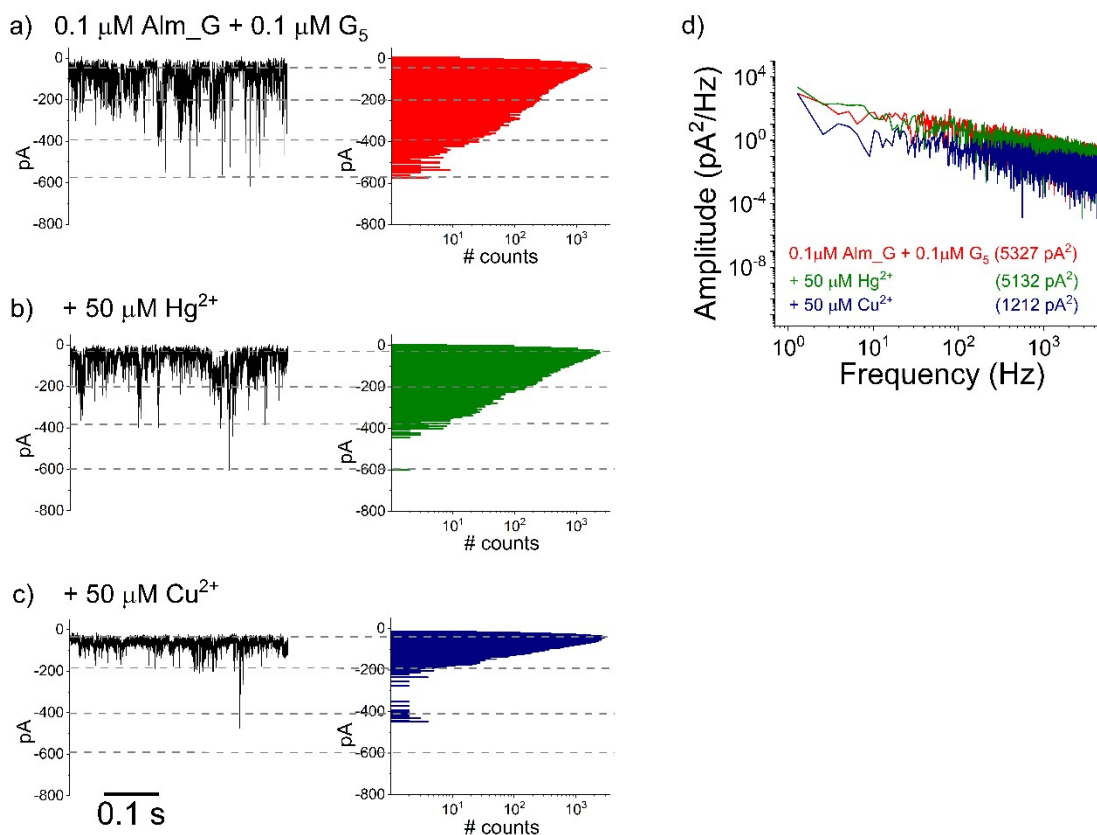 a) 0.1 μM Alm_G + 0.1 μM G₅
0
-200
-400
-600
-800
pA
0
-200
-400
-600
-800
pA
10¹ 10² 10³
# counts
b) + 50 μM Hg²⁺
0
-200
-400
-600
-800
pA
0
-200
-400
-600
-800
pA
10¹ 10² 10³
# counts
c) + 50 μM Cu²⁺
0
-200
-400
-600
-800
pA
0.1 s
0
-200
-400
-600
-800
pA
10¹ 10² 10³
# counts
d)
Amplitude (pA²/Hz)
10⁴
10⁰
10⁻⁴
10⁻⁸
0.1μM Alm_G + 0.1μM G₅ (5327 pA²)
+ 50 μM Hg²⁺ (5132 pA²)
+ 50 μM Cu²⁺ (1212 pA²)
10⁰ 10¹ 10² 10³
Frequency (Hz)